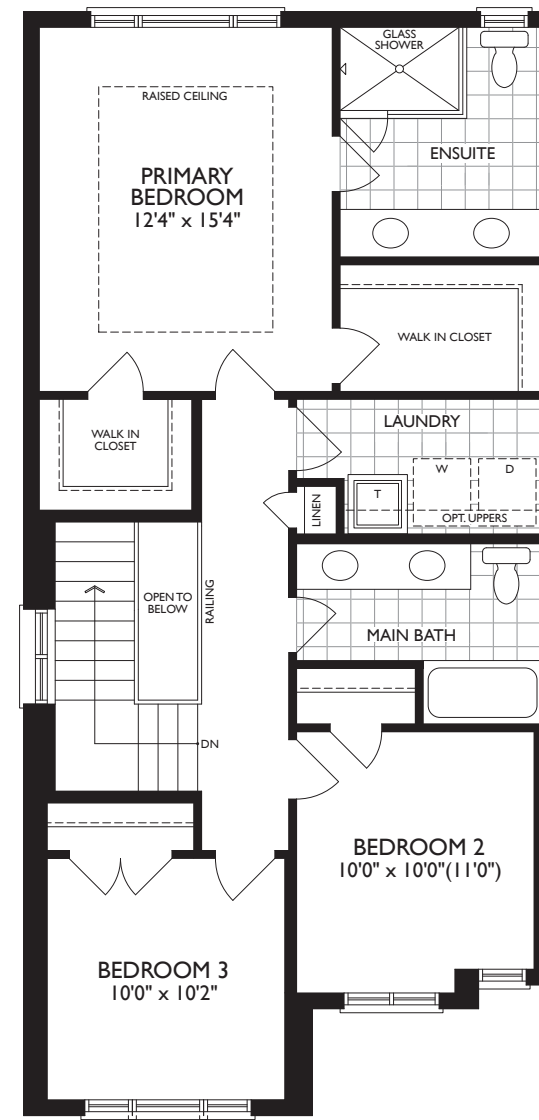 GLASS
SHOWER
RAISED CEILING
ENSUITE
PRIMARY
BEDROOM
12'4" x 15'4"
WALK IN CLOSET
WALK IN
CLOSET
LAUNDRY
W
D
T
LINEN
OPT. UPPERS
OPEN TO
BELOW
RAILING
MAIN BATH
DN
BEDROOM 2
10'0" x 10'0"(11'0")
BEDROOM 3
10'0" x 10'2"